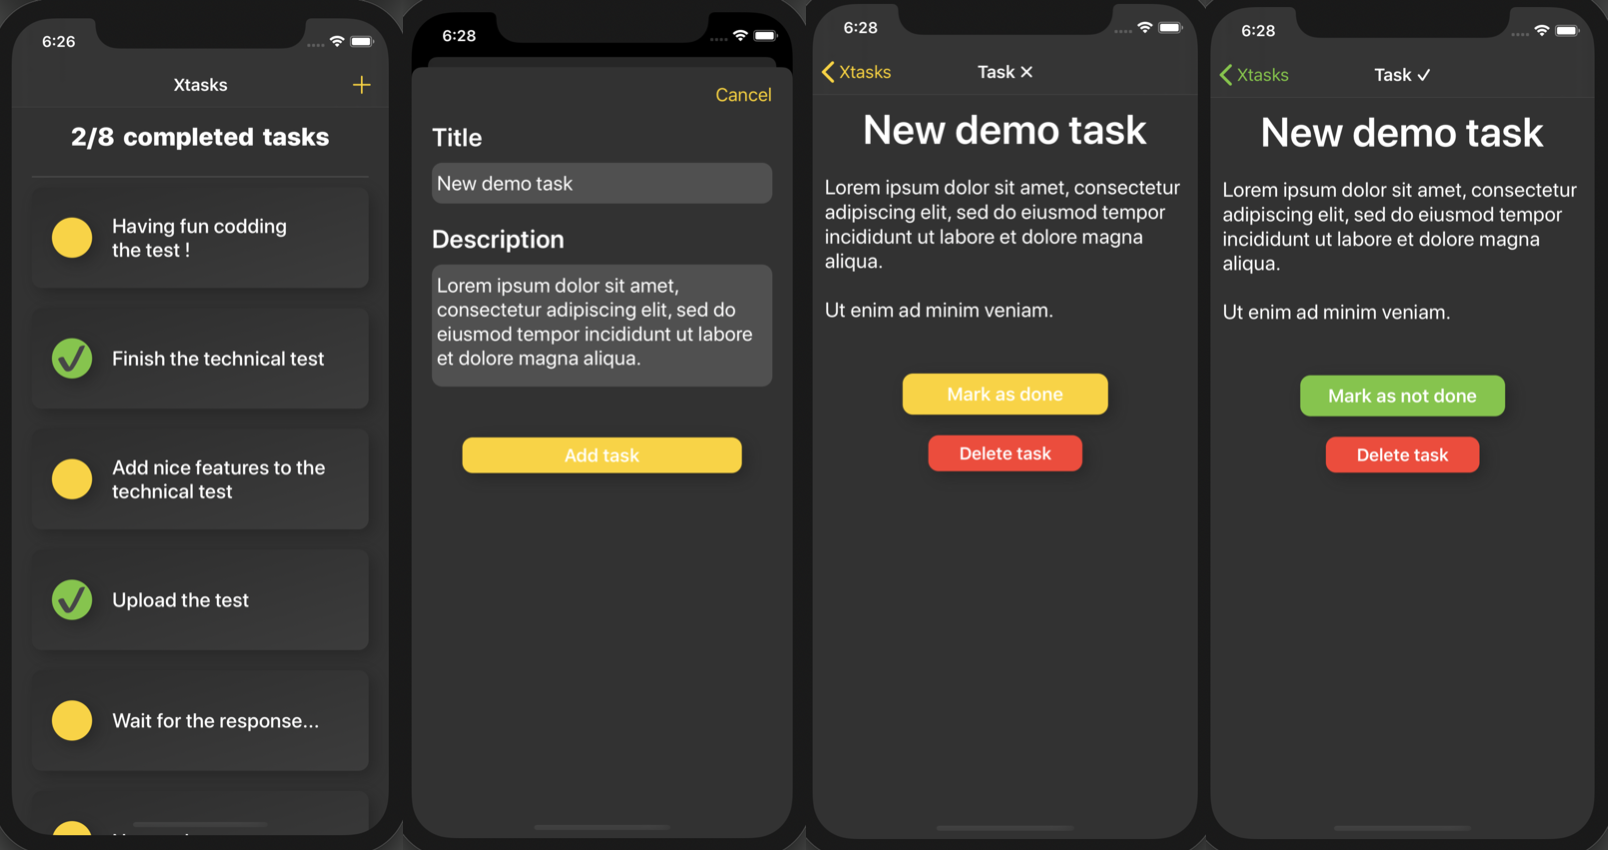 6:26
Xtasks
+
2/8 completed tasks
Having fun codding
the test !
Finish the technical test
Add nice features to the
technical test
Upload the test
Wait for the response...
6:28
Cancel
Title
New demo task
Description
Lorem ipsum dolor sit amet,
consectetur adipiscing elit, sed do
eiusmod tempor incididunt ut labore
et dolore magna aliqua.
Add task
6:28
Xtasks
Task ✕
New demo task
Lorem ipsum dolor sit amet, consectetur
adipiscing elit, sed do eiusmod tempor
incididunt ut labore et dolore magna
aliqua.
Ut enim ad minim veniam.
Mark as done
Delete task
6:28
Xtasks
Task ✓
New demo task
Lorem ipsum dolor sit amet, consectetur
adipiscing elit, sed do eiusmod tempor
incididunt ut labore et dolore magna
aliqua.
Ut enim ad minim veniam.
Mark as not done
Delete task